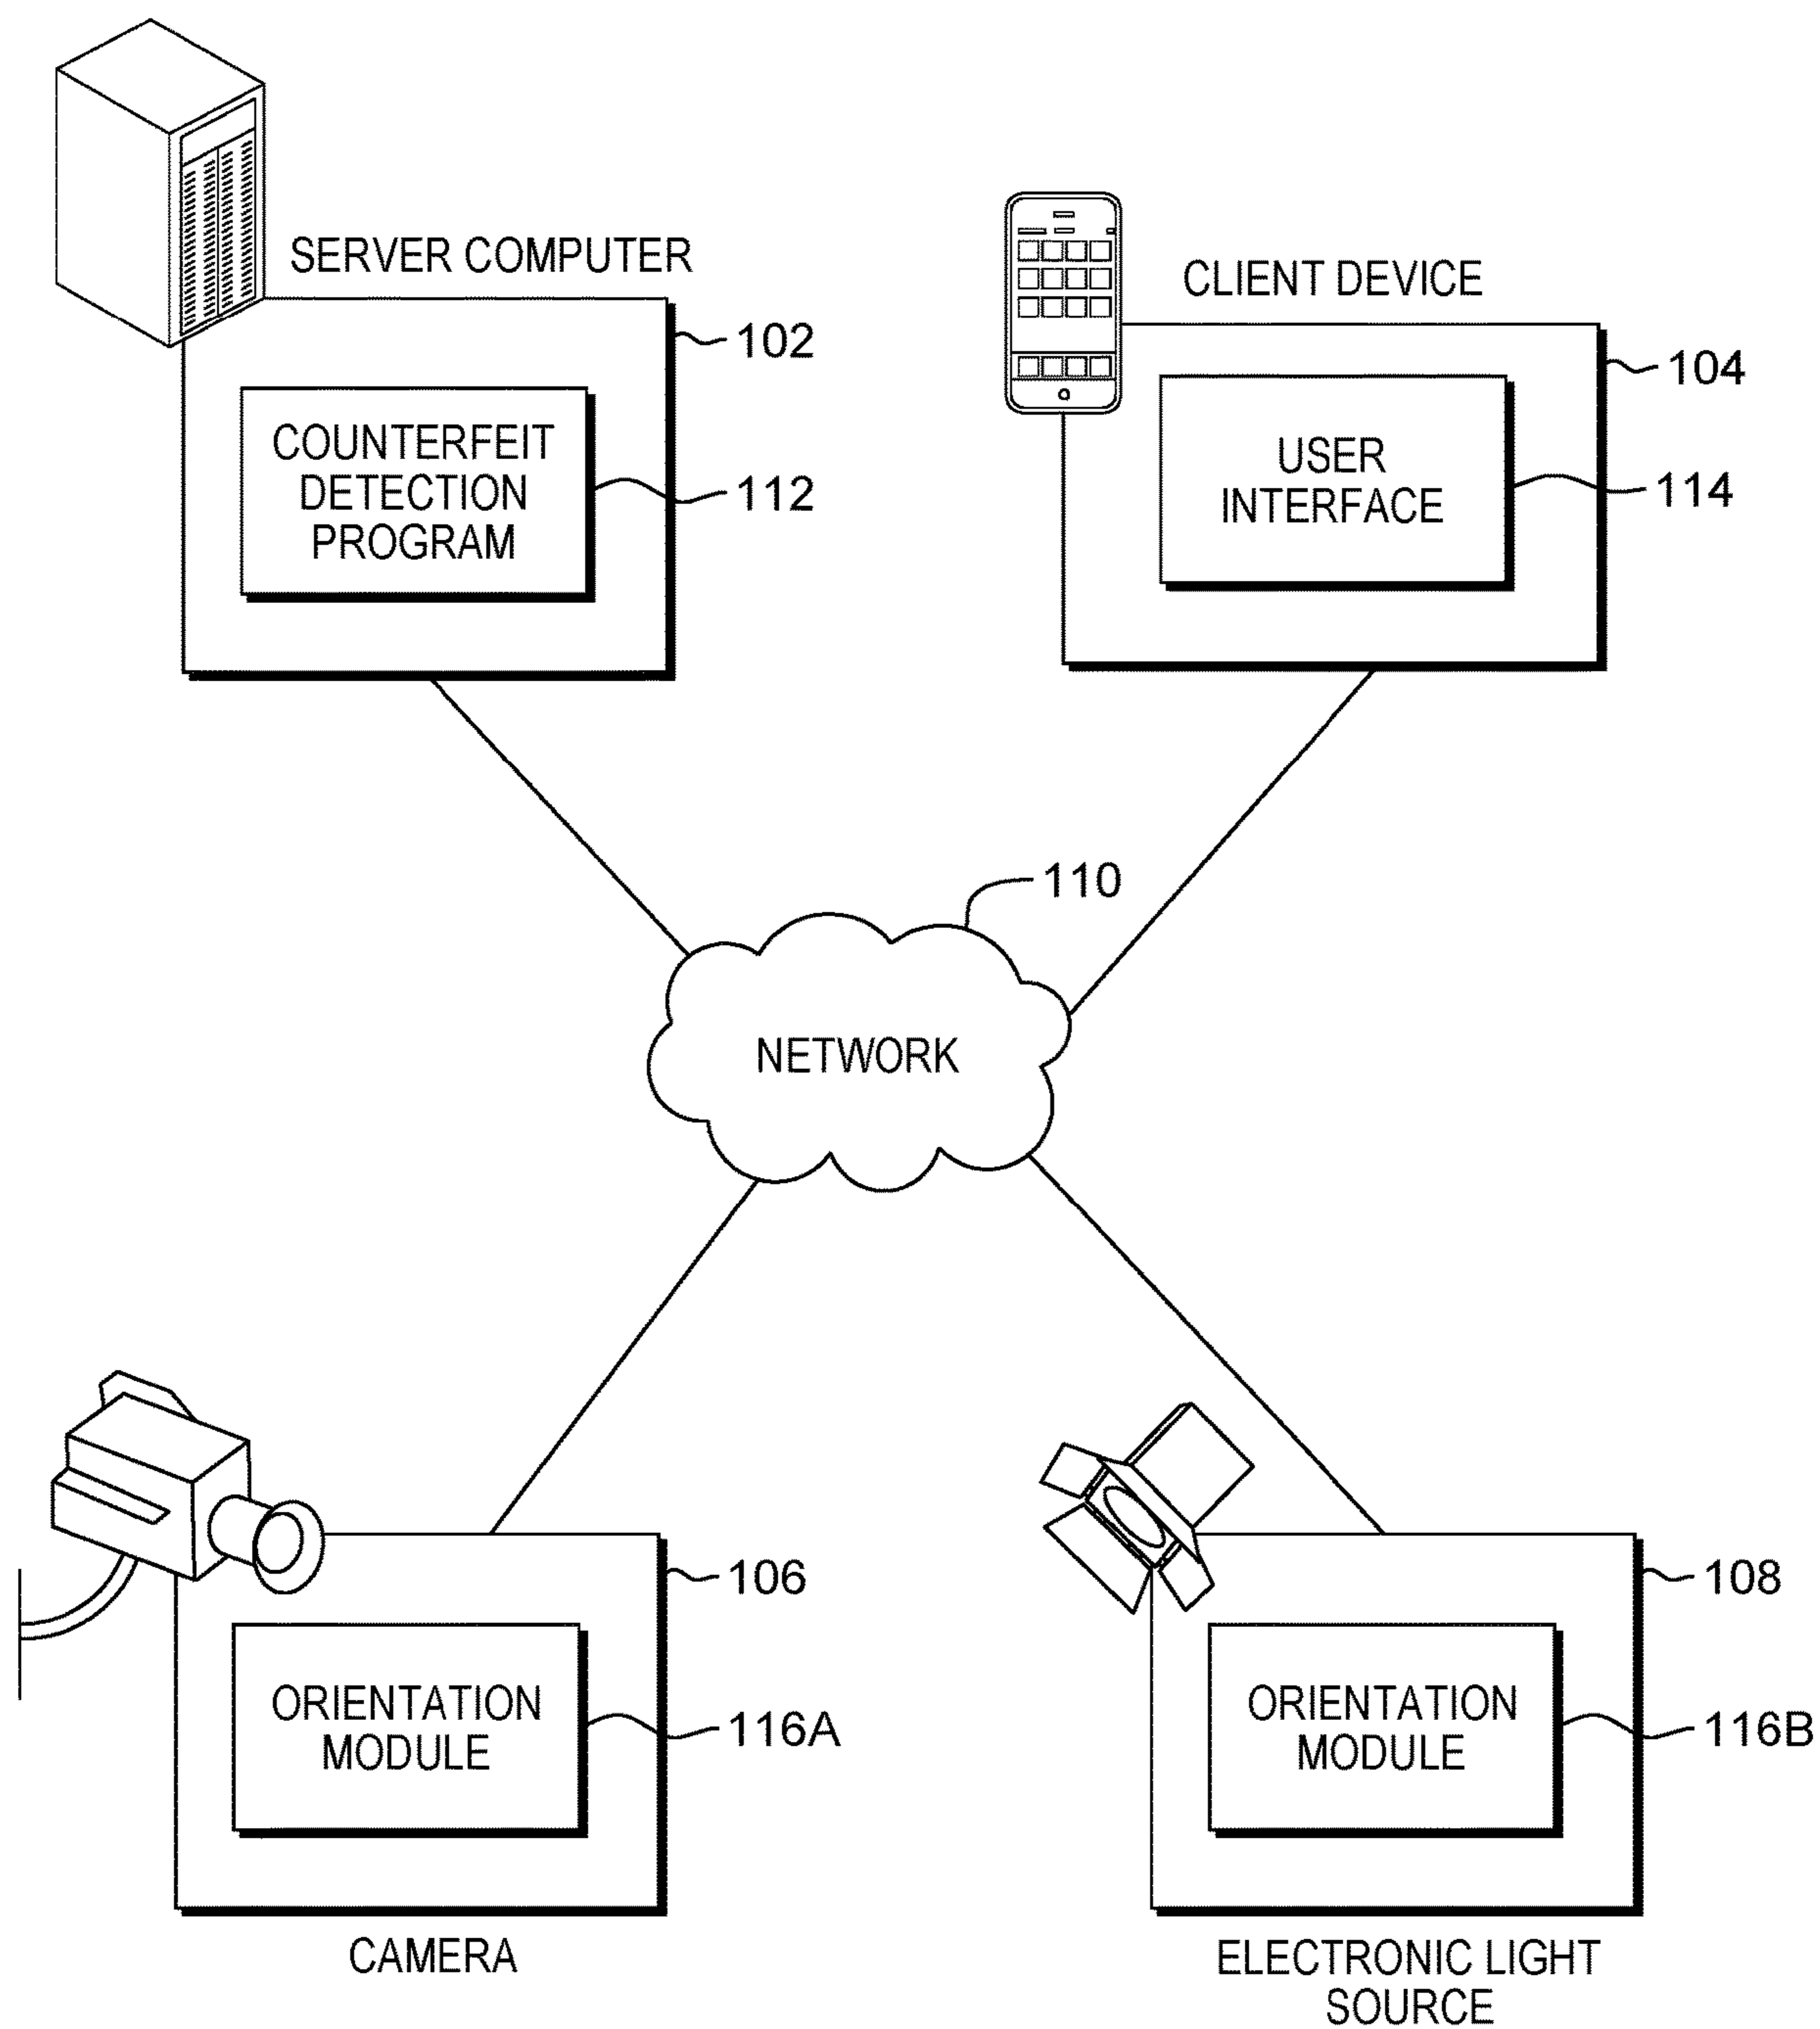 SERVER COMPUTER
102
COUNTERFEIT
DETECTION
PROGRAM
112
CLIENT DEVICE
104
USER
INTERFACE
114
110
NETWORK
106
ORIENTATION
MODULE
116A
CAMERA
108
ORIENTATION
MODULE
116B
ELECTRONIC LIGHT
SOURCE